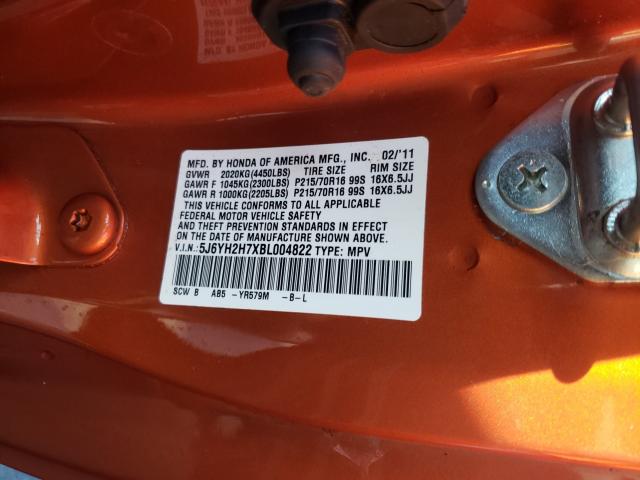 MFD. BY HONDA OF AMERICA MFG., INC. 02/'11
GVWR 2020KG(4450LBS) TIRE SIZE RIM SIZE
GAWR F 1045KG(2300LBS) P215/70R16 99S 16X6.5JJ
GAWR R 1000KG(2205LBS) P215/70R16 99S 16X6.5JJ
THIS VEHICLE CONFORMS TO ALL APPLICABLE
FEDERAL MOTOR VEHICLE SAFETY
AND THEFT PREVENTION STANDARDS IN EFFECT
ON THE DATE OF MANUFACTURE SHOWN ABOVE.
V.I.N.: 5J6YH2H7XBL004822 TYPE: MPV
SCW B AB5 -YR579M -B-L